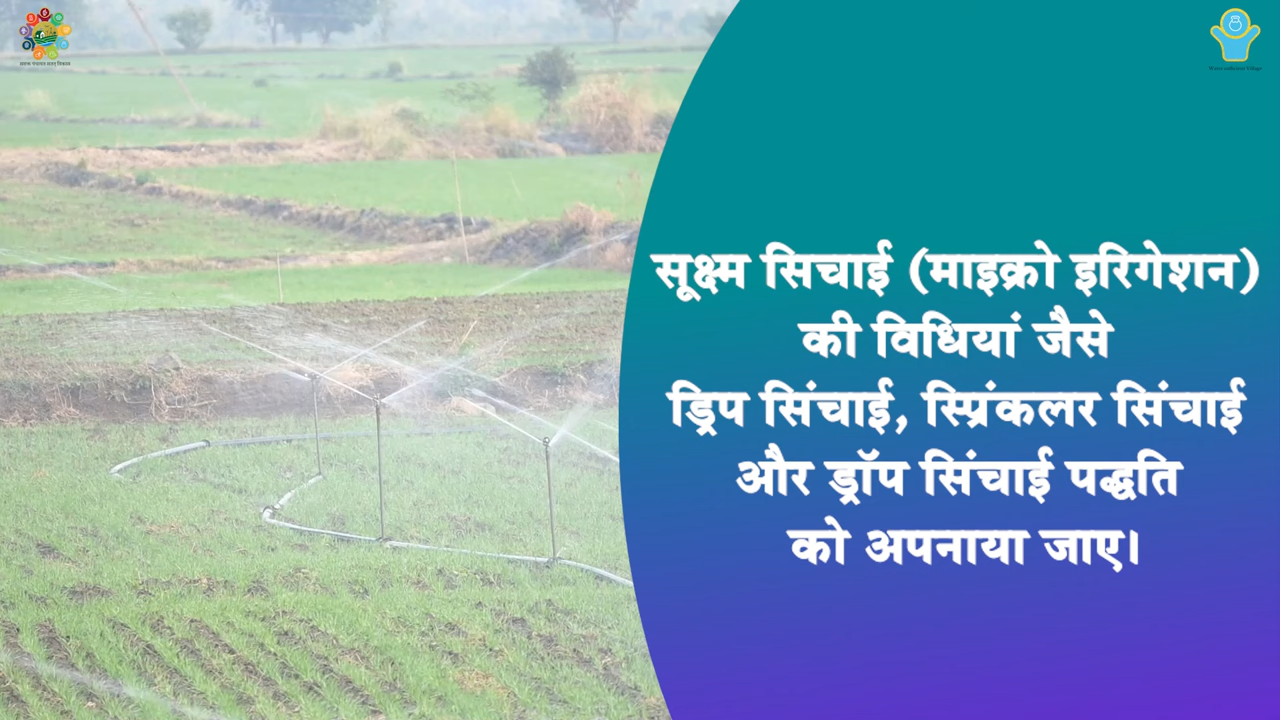 सूक्ष्म सिचाई (माइक्रो इरिगेशन)
की विधियां जैसे
ड्रिप सिंचाई, स्प्रिंकलर सिंचाई
और ड्रॉप सिंचाई पद्धति
को अपनाया जाए।